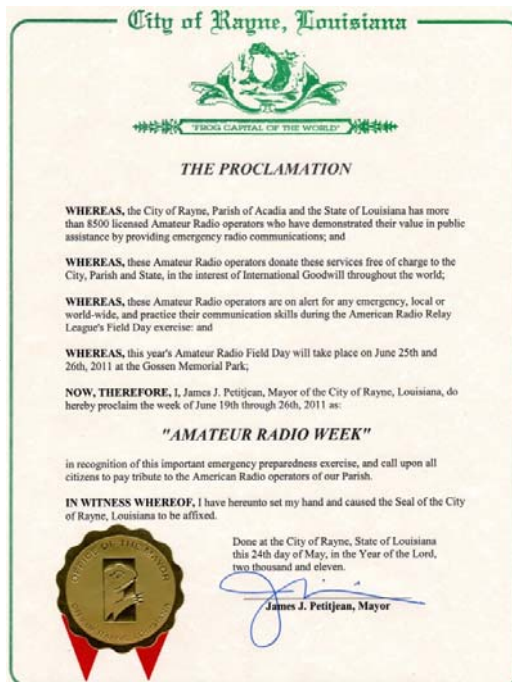 City of Rayne, Louisiana
"FROG CAPITAL OF THE WORLD"
THE PROCLAMATION
WHEREAS, the City of Rayne, Parish of Acadia and the State of Louisiana has more
than 8500 licensed Amateur Radio operators who have demonstrated their value in public
assistance by providing emergency radio communications; and
WHEREAS, these Amateur Radio operators donate these services free of charge to the
City, Parish and State, in the interest of International Goodwill throughout the world;
WHEREAS, these Amateur Radio operators are on alert for any emergency, local or
world-wide, and practice their communication skills during the American Radio Relay
League's Field Day exercise: and
WHEREAS, this year's Amateur Radio Field Day will take place on June 25th and
26th, 2011 at the Gossen Memorial Park;
NOW, THEREFORE, I, James J. Petitjean, Mayor of the City of Rayne, Louisiana, do
hereby proclaim the week of June 19th through 26th, 2011 as:
"AMATEUR RADIO WEEK"
in recognition of this important emergency preparedness exercise, and call upon all
citizens to pay tribute to the American Radio operators of our Parish.
IN WITNESS WHEREOF, I have hereunto set my hand and caused the Seal of the City
of Rayne, Louisiana to be affixed.
Done at the City of Rayne, State of Louisiana
this 24th day of May, in the Year of the Lord,
two thousand and eleven.
James J. Petitjean, Mayor
OFFICE OF THE MAYOR